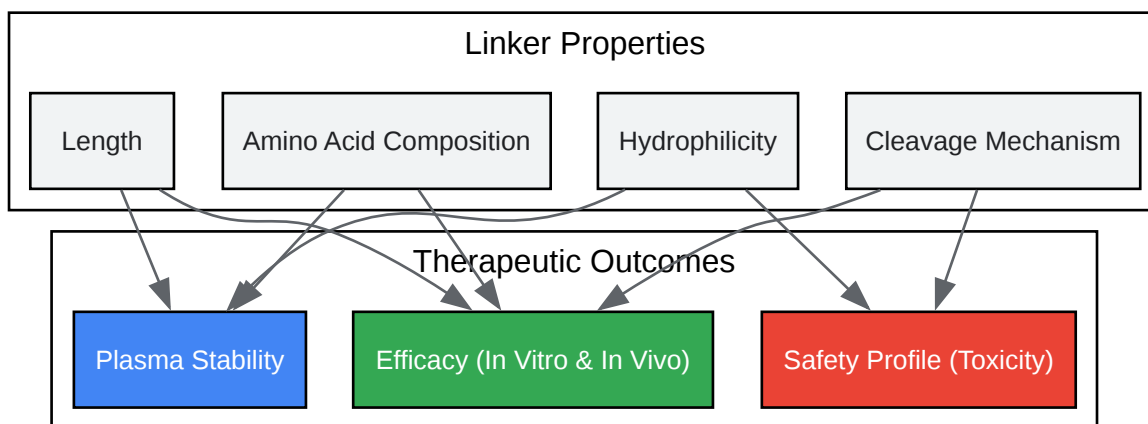 Linker Properties
Length
Amino Acid Composition
Hydrophilicity
Cleavage Mechanism
Therapeutic Outcomes
Plasma Stability
Efficacy (In Vitro & In Vivo)
Safety Profile (Toxicity)